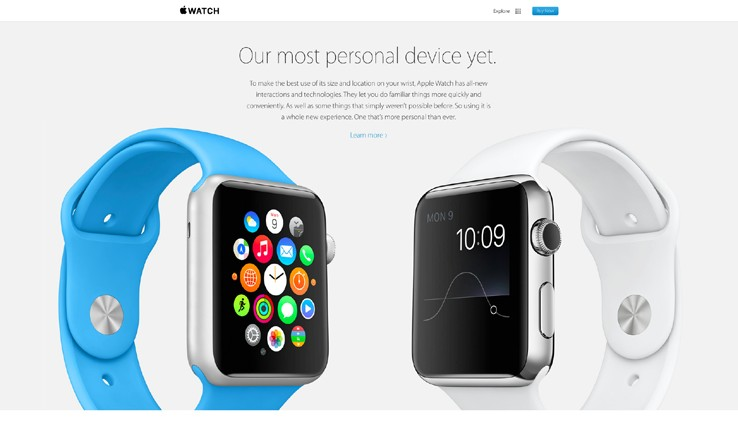 WATCH
Explore
Buy Now
Our most personal device yet.
To make the best use of its size and location on your wrist, Apple Watch has all-new
interactions and technologies. They let you do familiar things more quickly and
conveniently. As well as some things that simply weren't possible before. So using it is
a whole new experience. One that's more personal than ever.
Learn more ›
9
MON 9
10:09